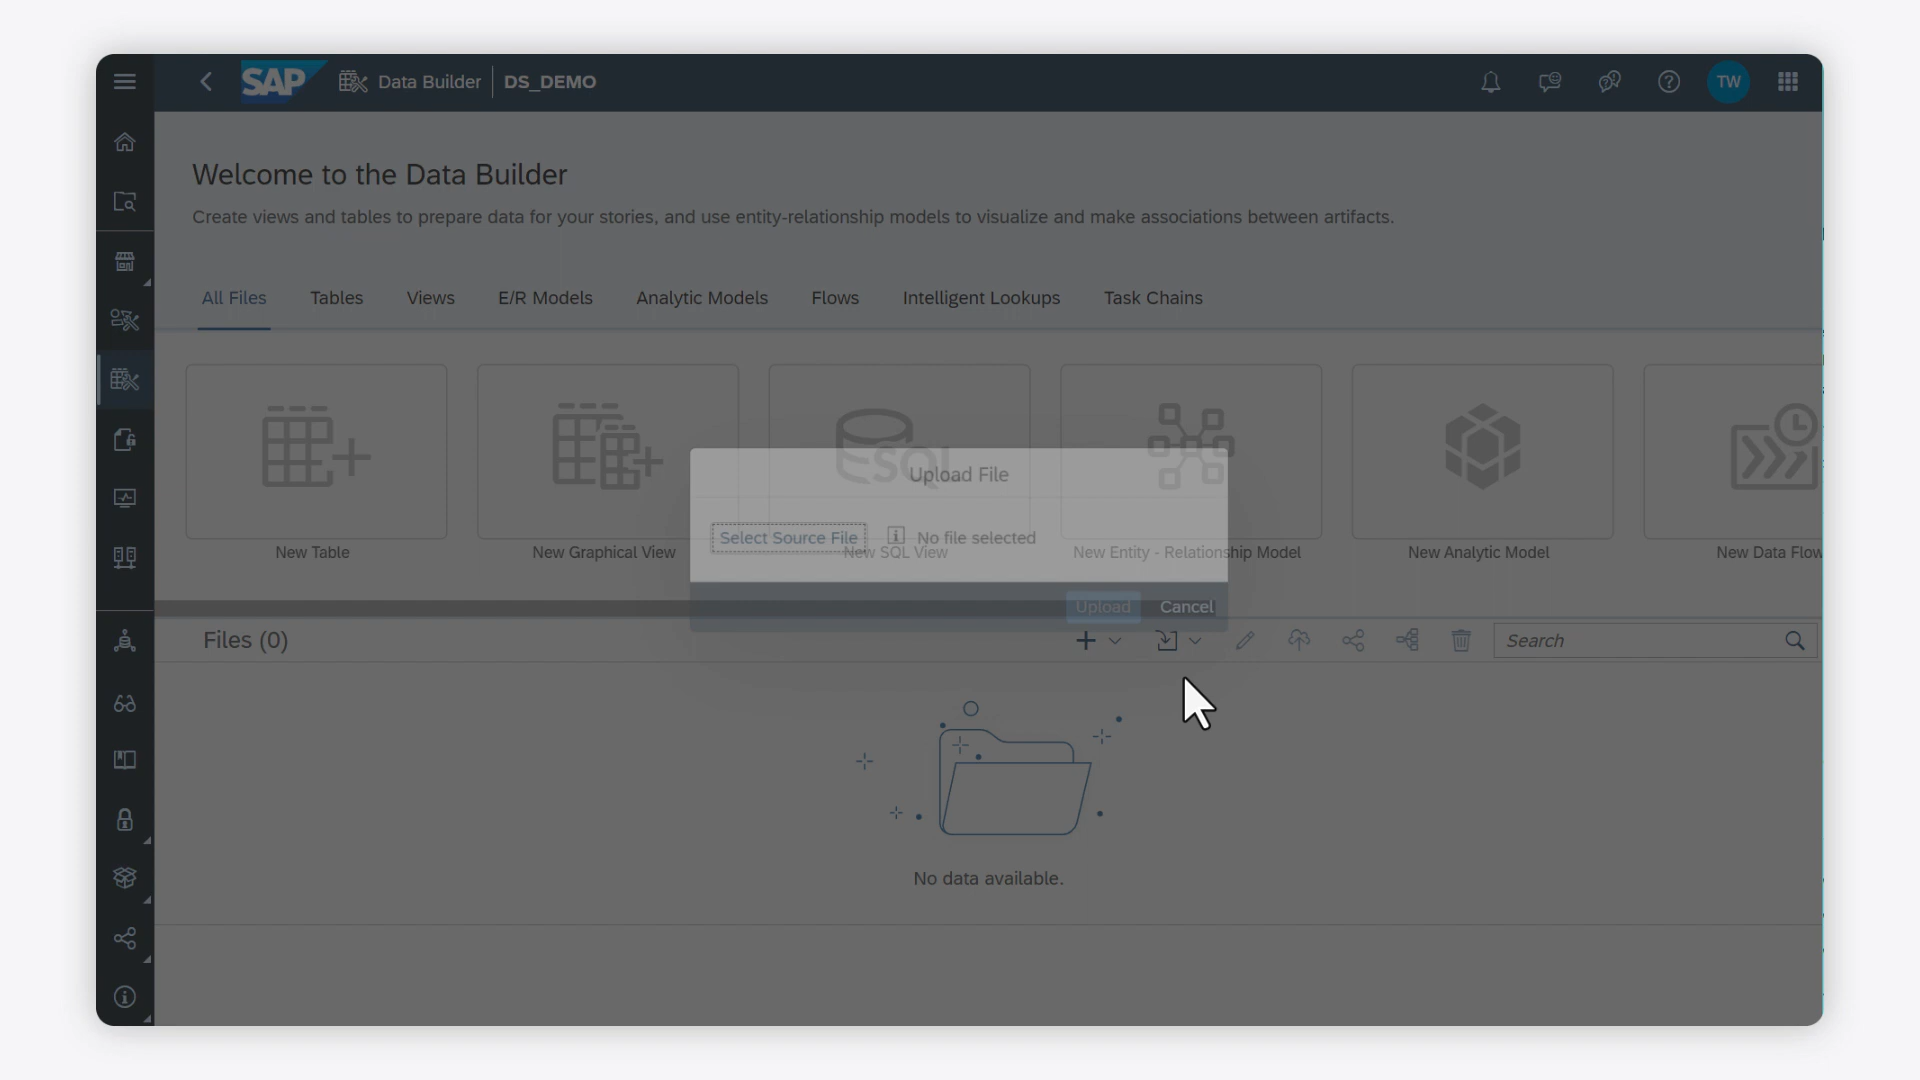 SAP Data Builder DS_DEMO TW
Welcome to the Data Builder
Create views and tables to prepare data for your stories, and use entity-relationship models to visualize and make associations between artifacts.
All Files Tables Views E/R Models Analytic Models Flows Intelligent Lookups Task Chains
SQL
Upload File
Select Source File No file selected
New Table New Graphical View New SQL View New Entity - Relationship Model New Analytic Model New Data Flow
Upload Cancel
Files (0) Search
No data available.